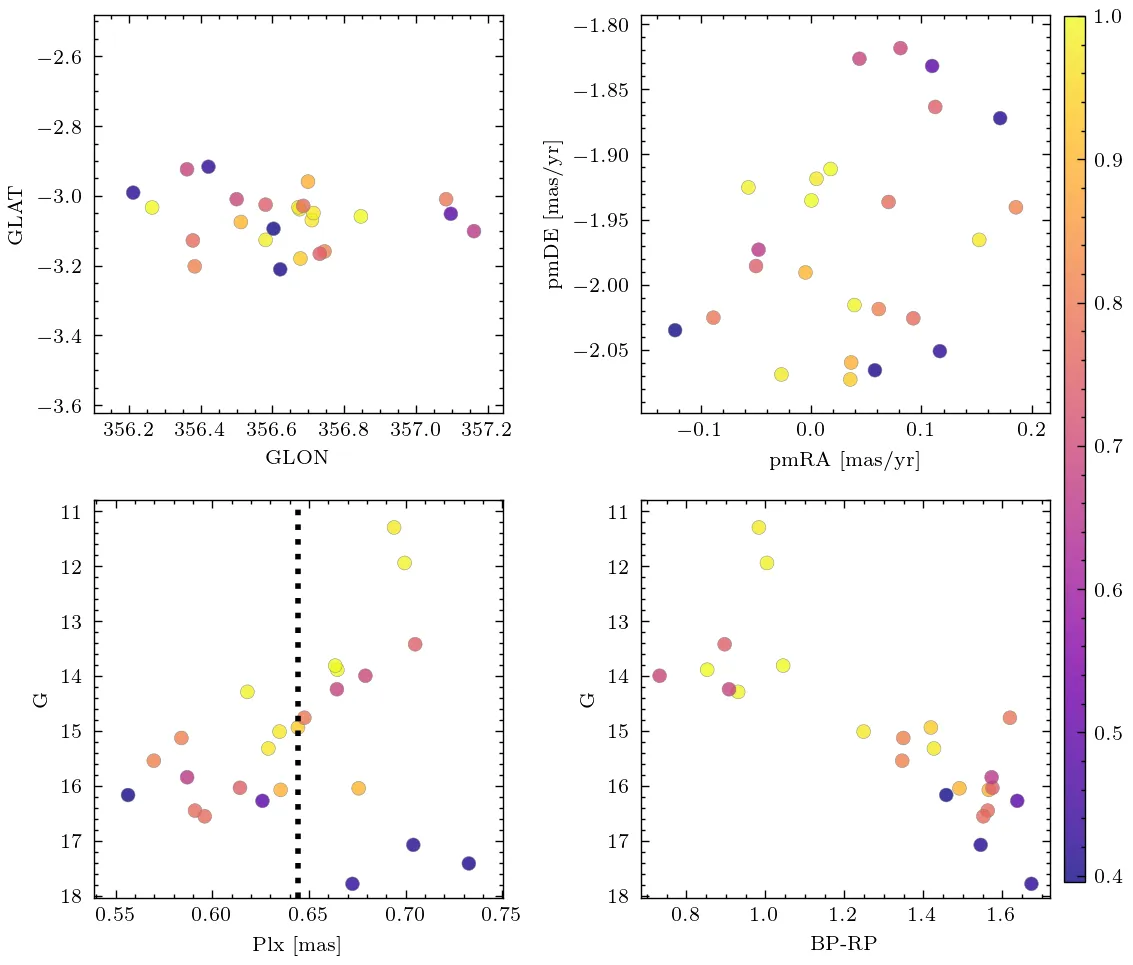 −2.6
−2.8
−3.0
−3.2
−3.4
−3.6
GLAT
356.2 356.4 356.6 356.8 357.0 357.2
GLON
−1.80
−1.85
−1.90
−1.95
−2.00
−2.05
pmDE [mas/yr]
−0.1 0.0 0.1 0.2
pmRA [mas/yr]
11
12
13
14
15
16
17
18
G
0.55 0.60 0.65 0.70 0.75
Plx [mas]
11
12
13
14
15
16
17
18
G
0.8 1.0 1.2 1.4 1.6
BP-RP
1.0
0.9
0.8
0.7
0.6
0.5
0.4